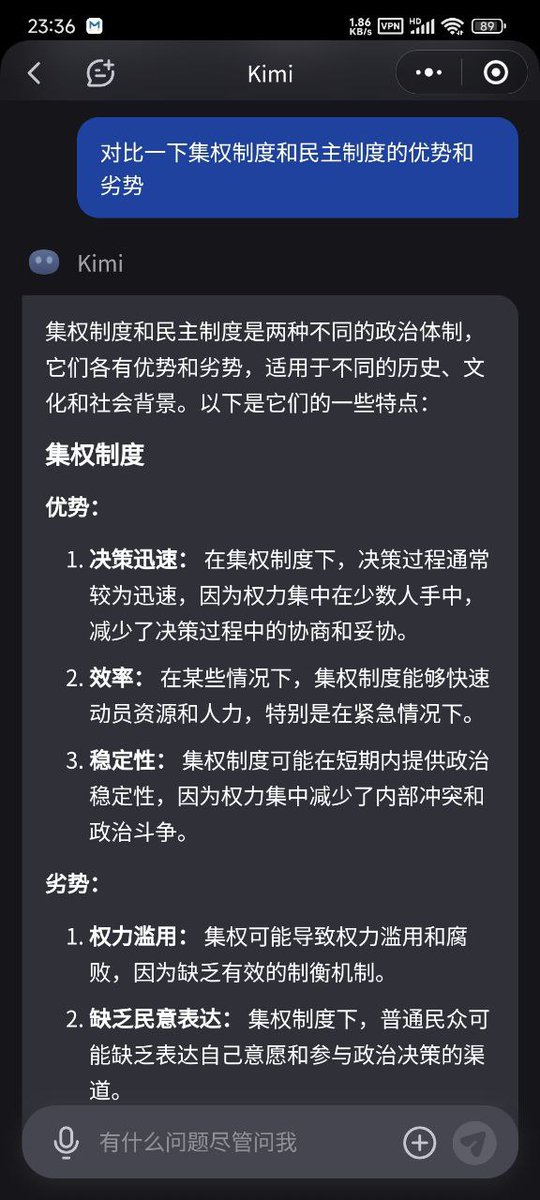 23:36
1.86
KB/s
VPN
HD
89
Kimi
对比一下集权制度和民主制度的优势和
劣势
Kimi
集权制度和民主制度是两种不同的政治体制，
它们各有优势和劣势，适用于不同的历史、文
化和社会背景。以下是它们的一些特点：
集权制度
优势：
1. 决策迅速： 在集权制度下，决策过程通常
较为迅速，因为权力集中在少数人手中，
减少了决策过程中的协商和妥协。
2. 效率： 在某些情况下，集权制度能够快速
动员资源和人力，特别是在紧急情况下。
3. 稳定性： 集权制度可能在短期内提供政治
稳定性，因为权力集中减少了内部冲突和
政治斗争。
劣势：
1. 权力滥用： 集权可能导致权力滥用和腐
败，因为缺乏有效的制衡机制。
2. 缺乏民意表达： 集权制度下，普通民众可
能缺乏表达自己意愿和参与政治决策的渠
道。
有什么问题尽管问我